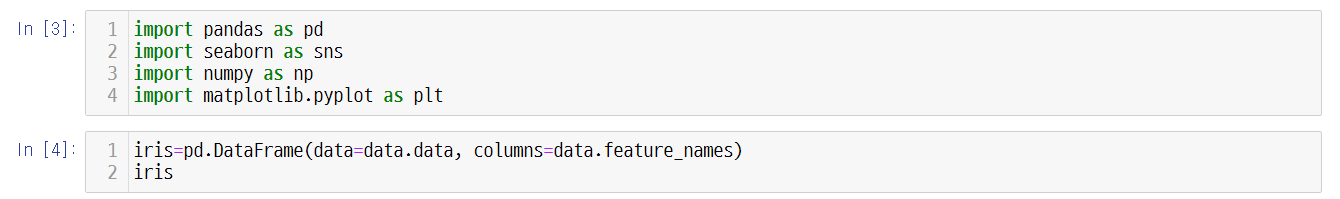 In [3]:
1 import pandas as pd
2 import seaborn as sns
3 import numpy as np
4 import matplotlib.pyplot as plt
In [4]:
1 iris=pd.DataFrame(data=data.data, columns=data.feature_names)
2 iris